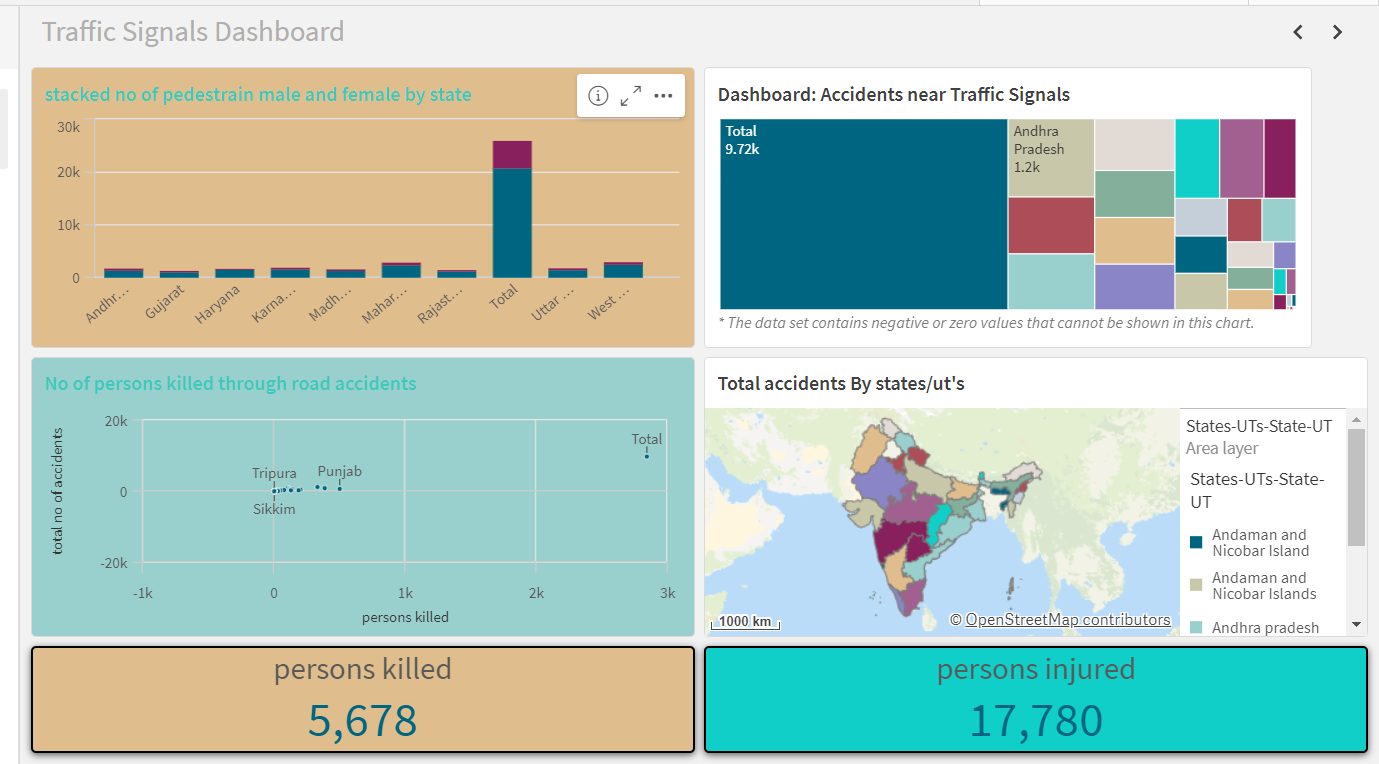 Traffic Signals Dashboard
stacked no of pedestrain male and female by state
30k
20k
10k
0
Andhr...
Gujarat
Haryana
Karna...
Madh...
Mahar...
Rajast...
Total
Uttar ...
West ...
Dashboard: Accidents near Traffic Signals
Total
9.72k
Andhra
Pradesh
1.2k
* The data set contains negative or zero values that cannot be shown in this chart.
No of persons killed through road accidents
total no of accidents
20k
0
-20k
Total
Tripura
Punjab
Sikkim
-1k
0
1k
2k
3k
persons killed
Total accidents By states/ut's
1000 km
© OpenStreetMap contributors
States-UTs-State-UT
Area layer
States-UTs-State-
UT
Andaman and
Nicobar Island
Andaman and
Nicobar Islands
Andhra pradesh
persons killed
5,678
persons injured
17,780